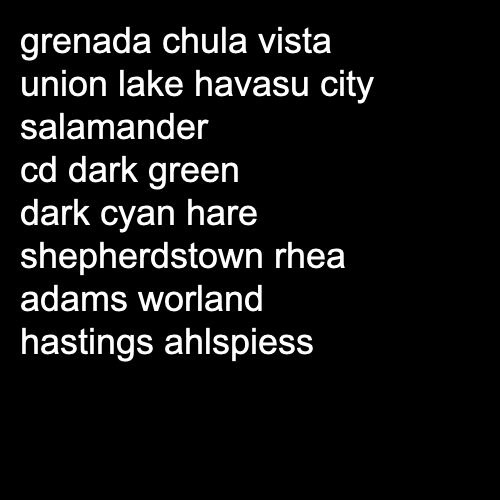 grenada chula vista
union lake havasu city
salamander
cd dark green
dark cyan hare
shepherdstown rhea
adams worland
hastings ahlspiess